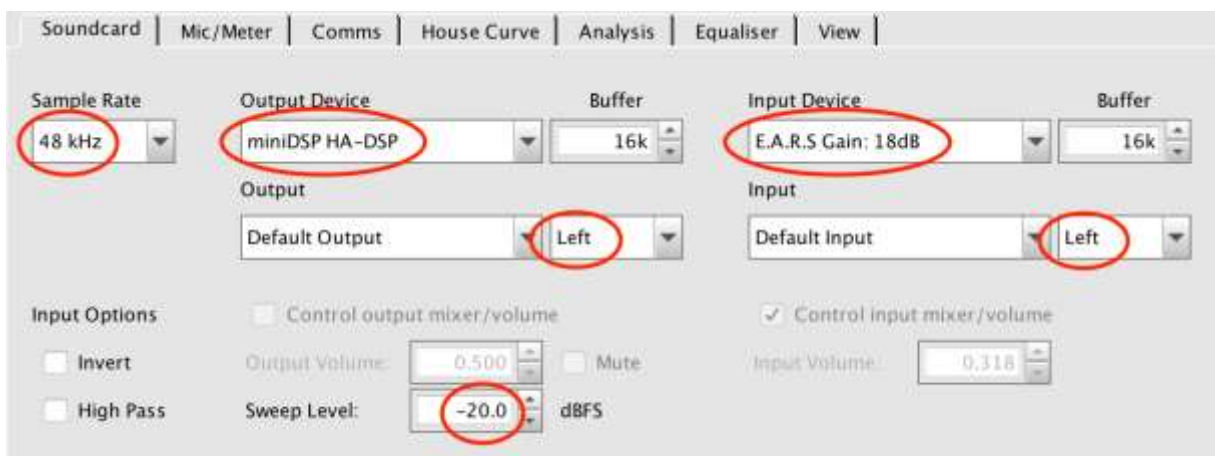 Soundcard Mic/Meter Comms House Curve Analysis Equaliser View
Sample Rate Output Device Buffer Input Device Buffer
48 kHz miniDSP HA-DSP 16k E.A.R.S Gain: 18dB 16k
Output Input
Default Output Left Default Input Left
Input Options Control output mixer/volume Control input mixer/volume
Invert Output Volume: 0.500 Mute Input Volume: 0.318
High Pass Sweep Level: -20.0 dBFS